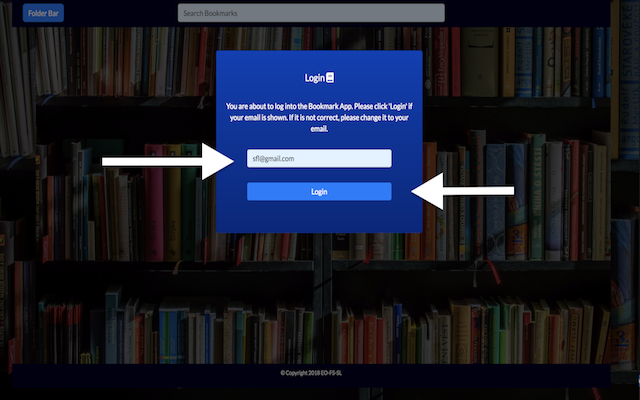 Folder Bar
Search Bookmarks
Login
You are about to log into the Bookmark App. Please click 'Login' if
your email is shown. If it is not correct, please change it to your
email.
sfl@gmail.com
Login
© Copyright 2018 EO-FS-SL